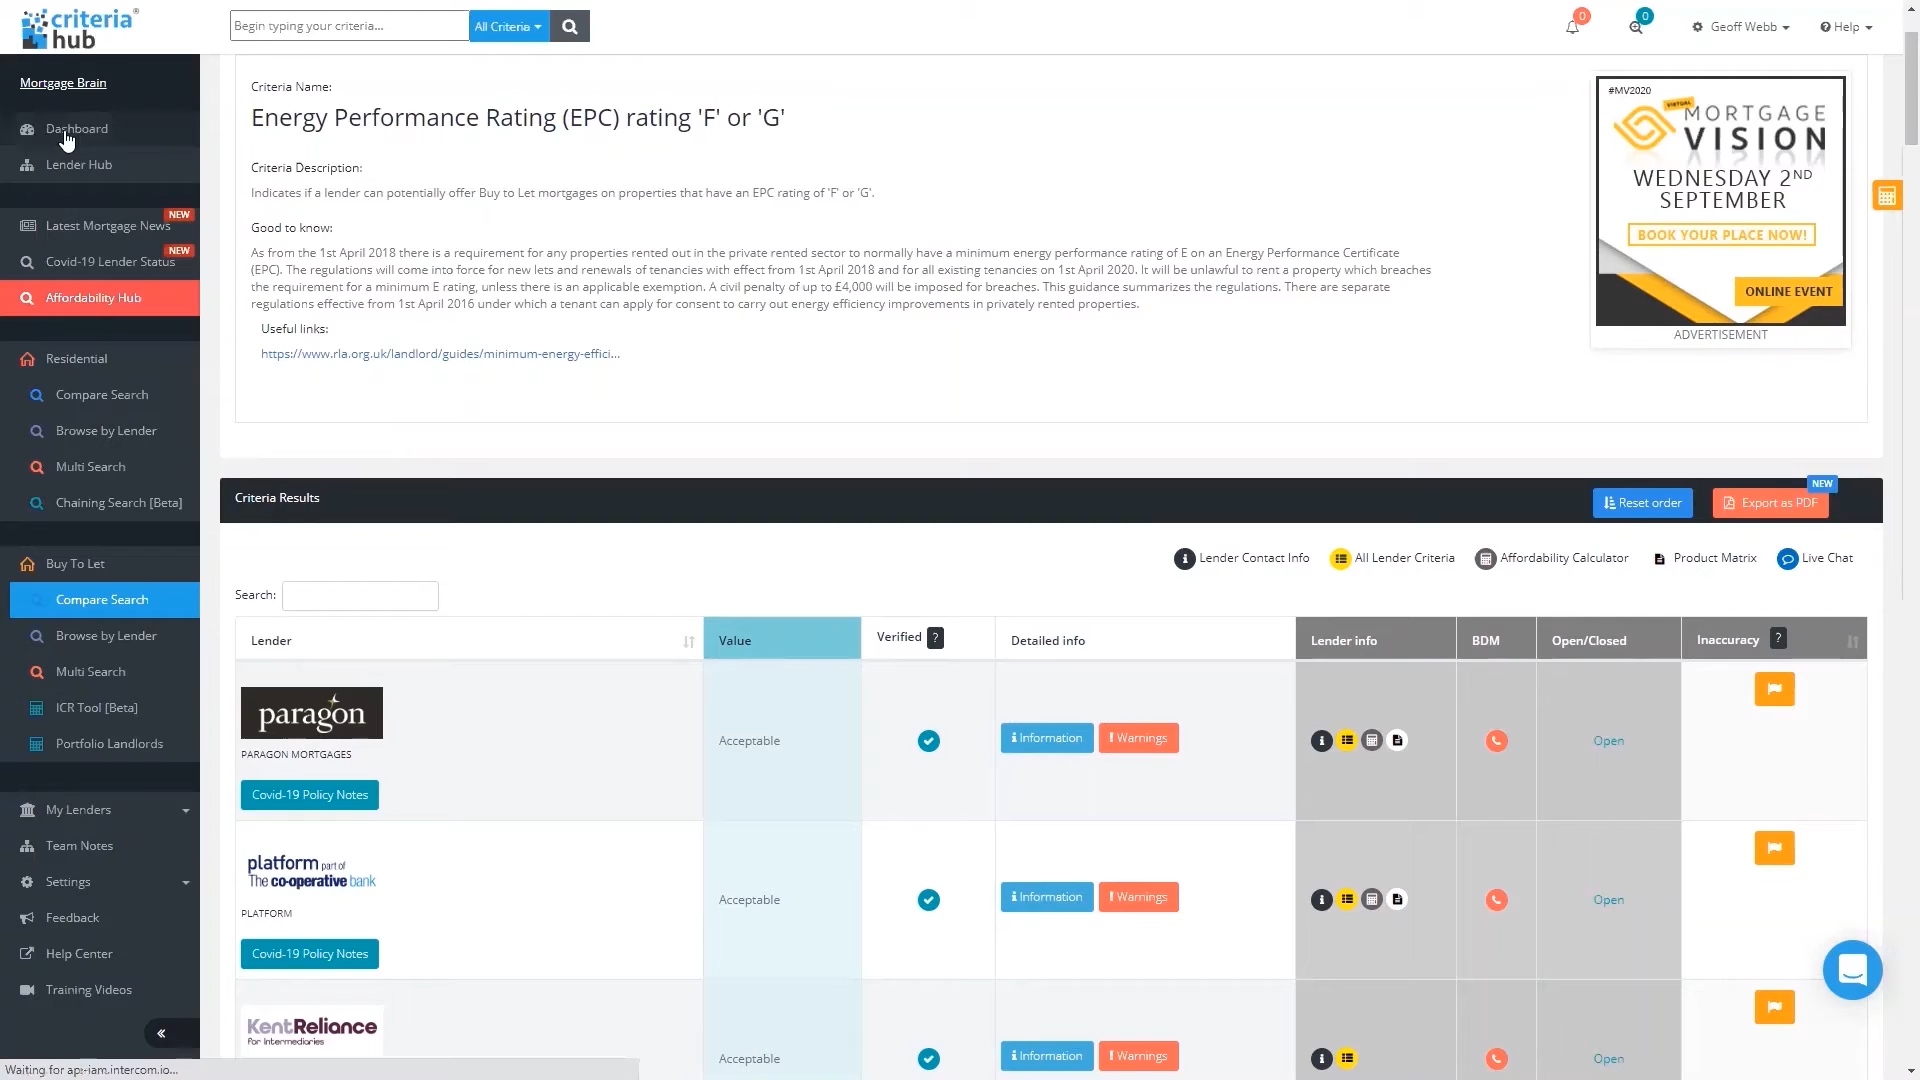 criteria
hub
Begin typing your criteria...
All Criteria
0
0
Geoff Webb
Help
Mortgage Brain
Dashboard
Lender Hub
NEW
Latest Mortgage News
NEW
Covid-19 Lender Status
Affordability Hub
Residential
Compare Search
Browse by Lender
Multi Search
Chaining Search [Beta]
Buy To Let
Compare Search
Browse by Lender
Multi Search
ICR Tool [Beta]
Portfolio Landlords
My Lenders
Team Notes
Settings
Feedback
Help Center
Training Videos
«
Waiting for api-iam.intercom.io...
Criteria Name:
Energy Performance Rating (EPC) rating 'F' or 'G'
Criteria Description:
Indicates if a lender can potentially offer Buy to Let mortgages on properties that have an EPC rating of 'F' or 'G'.
Good to know:
As from the 1st April 2018 there is a requirement for any properties rented out in the private rented sector to normally have a minimum energy performance rating of E on an Energy Performance Certificate
(EPC). The regulations will come into force for new lets and renewals of tenancies with effect from 1st April 2018 and for all existing tenancies on 1st April 2020. It will be unlawful to rent a property which breaches
the requirement for a minimum E rating, unless there is an applicable exemption. A civil penalty of up to £4,000 will be imposed for breaches. This guidance summarizes the regulations. There are separate
regulations effective from 1st April 2016 under which a tenant can apply for consent to carry out energy efficiency improvements in privately rented properties.
Useful links:
https://www.rla.org.uk/landlord/guides/minimum-energy-effici...
#MV2020
VIRTUAL
MORTGAGE
VISION
WEDNESDAY 2ND
SEPTEMBER
BOOK YOUR PLACE NOW!
ONLINE EVENT
ADVERTISEMENT
Criteria Results
Reset order
NEW
Export as PDF
Lender Contact Info
All Lender Criteria
Affordability Calculator
Product Matrix
Live Chat
Search:
Lender
Value
Verified ?
Detailed info
Lender info
BDM
Open/Closed
Inaccuracy ?
paragon
PARAGON MORTGAGES
Covid-19 Policy Notes
Acceptable
Information
Warnings
Open
platform part of
The co-operative bank
PLATFORM
Covid-19 Policy Notes
Acceptable
Information
Warnings
Open
KentReliance
for Intermediaries
Acceptable
Information
Warnings
Open